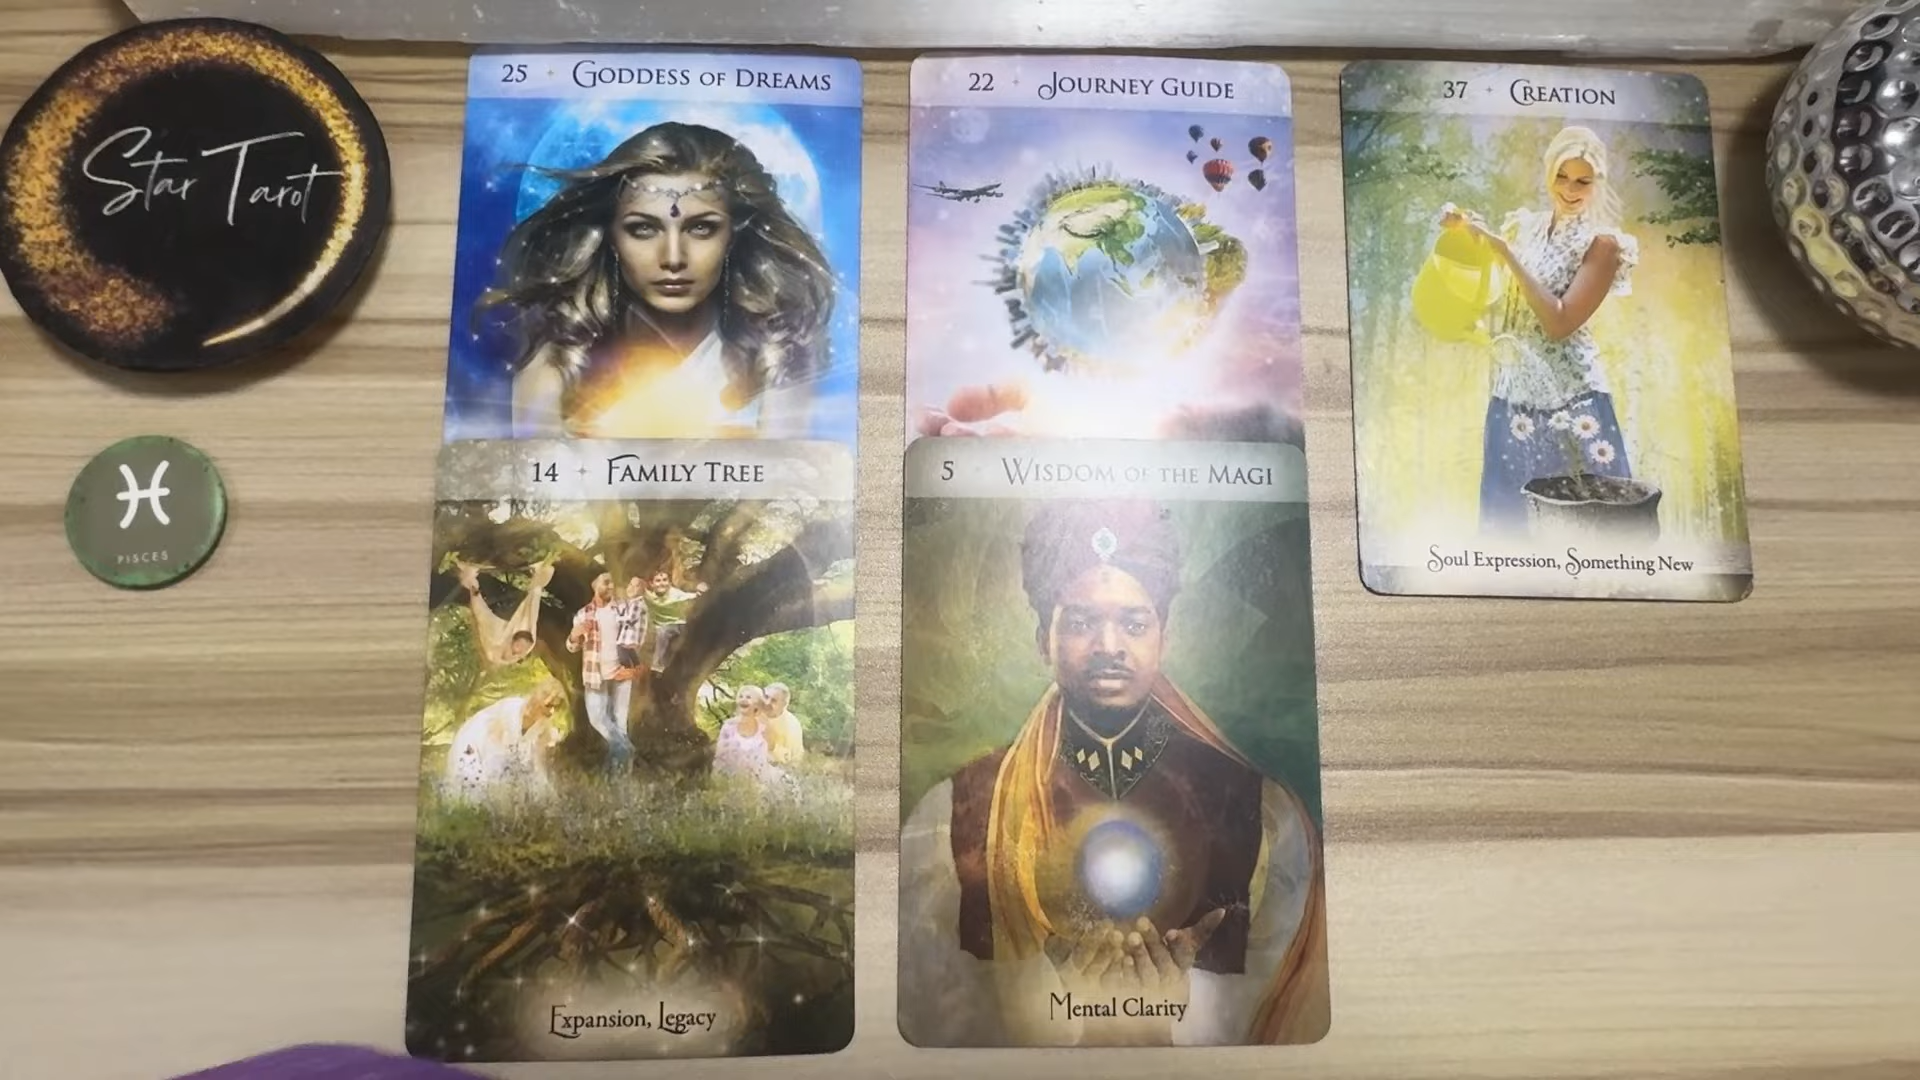 Star Tarot
PISCES
25 GODDESS OF DREAMS
22 JOURNEY GUIDE
37 CREATION
Soul Expression, Something New
14 FAMILY TREE
Expansion, Legacy
5 WISDOM OF THE MAGI
Mental Clarity